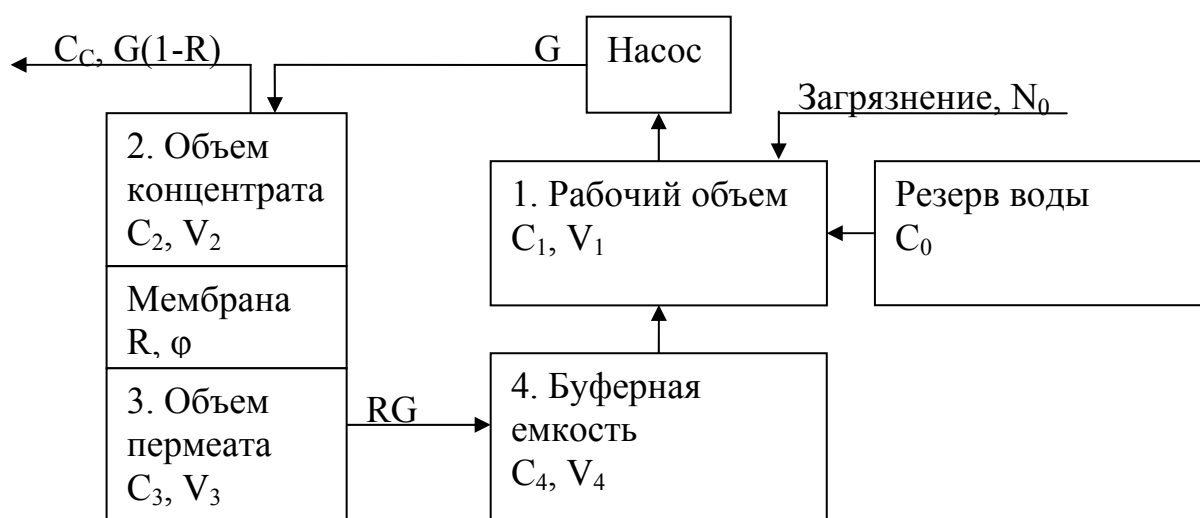 C_C, G(1-R)
G
Насос
Загрязнение, N_0
2. Объем
концентрата
C_2, V_2
1. Рабочий объем
C_1, V_1
Резерв воды
C_0
Мембрана
R, φ
3. Объем
пермеата
C_3, V_3
RG
4. Буферная
емкость
C_4, V_4